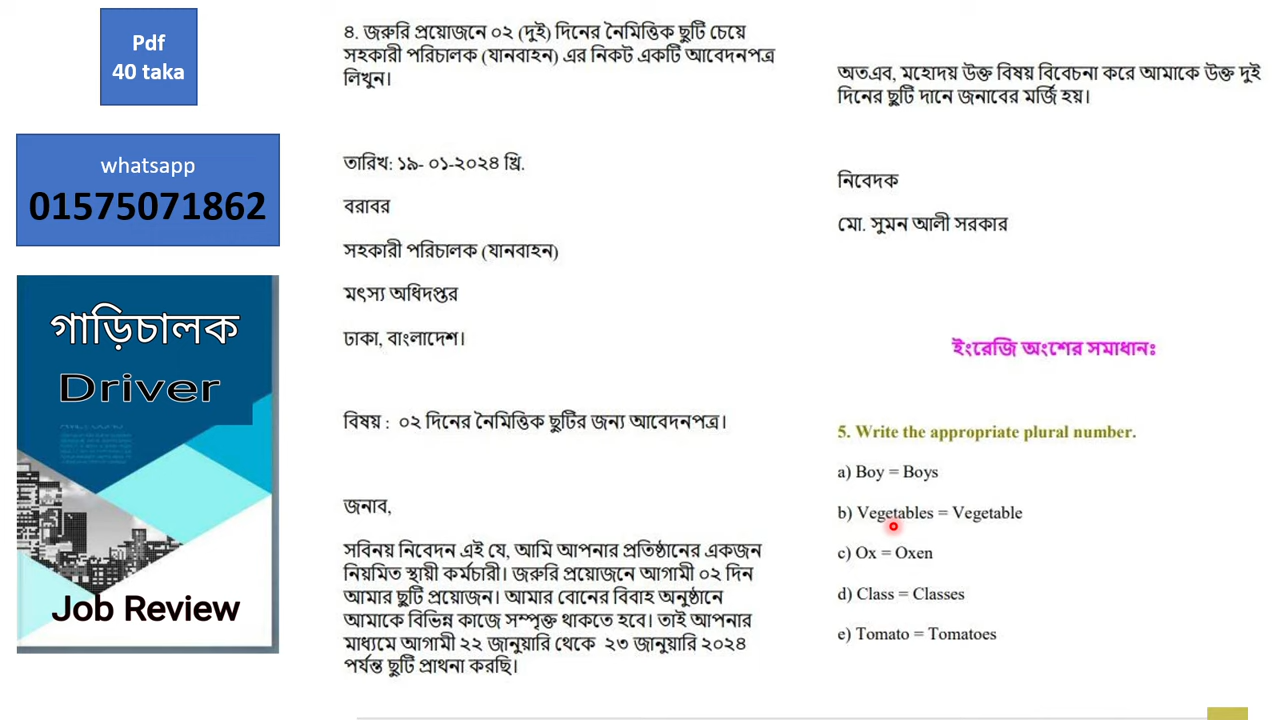 Pdf
40 taka
whatsapp
01575071862
গাড়িচালক
Driver
Job Review
৪. জরুরি প্রয়োজনে ০২ (দুই) দিনের নৈমিত্তিক ছুটি চেয়ে
সহকারী পরিচালক (যানবাহন) এর নিকট একটি আবেদনপত্র
লিখুন।
তারিখ: ১৯- ০১-২০২৪ খ্রি.
বরাবর
সহকারী পরিচালক (যানবাহন)
মৎস্য অধিদপ্তর
ঢাকা, বাংলাদেশ।
বিষয় : ০২ দিনের নৈমিত্তিক ছুটির জন্য আবেদনপত্র।
জনাব,
সবিনয় নিবেদন এই যে, আমি আপনার প্রতিষ্ঠানের একজন
নিয়মিত স্থায়ী কর্মচারী। জরুরি প্রয়োজনে আগামী ০২ দিন
আমার ছুটি প্রয়োজন। আমার বোনের বিবাহ অনুষ্ঠানে
আমাকে বিভিন্ন কাজে সম্পৃক্ত থাকতে হবে। তাই আপনার
মাধ্যমে আগামী ২২ জানুয়ারি থেকে ২৩ জানুয়ারি ২০২৪
পর্যন্ত ছুটি প্রাথনা করছি।
অতএব, মহোদয় উক্ত বিষয় বিবেচনা করে আমাকে উক্ত দুই
দিনের ছুটি দানে জনাবের মর্জি হয়।
নিবেদক
মো. সুমন আলী সরকার
ইংরেজি অংশের সমাধানঃ
5. Write the appropriate plural number.
a) Boy = Boys
b) Vegetables = Vegetable
c) Ox = Oxen
d) Class = Classes
e) Tomato = Tomatoes